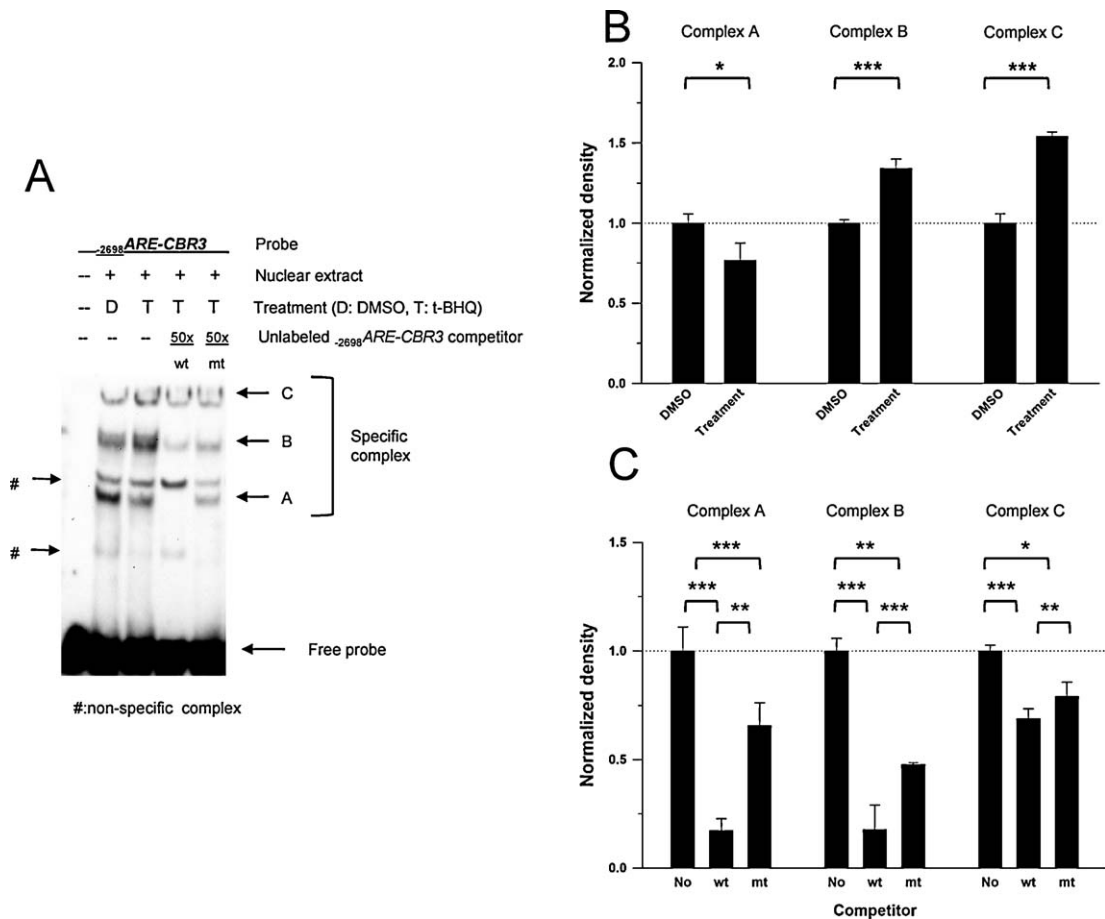 A
-2698ARE-CBR3 Probe
-- + + + + Nuclear extract
-- D T T T Treatment (D: DMSO, T: t-BHQ)
-- -- -- 50x 50x Unlabeled -2698ARE-CBR3 competitor
wt mt
C
B
Specific
complex
#
A
#
Free probe
#:non-specific complex
B
Complex A Complex B Complex C
* *** ***
2.0
1.5
1.0
0.5
0.0
Normalized density
DMSO Treatment DMSO Treatment DMSO Treatment
C
Complex A Complex B Complex C
*** ** *
*** *** ***
** *** **
1.5
1.0
0.5
0.0
Normalized density
No wt mt No wt mt No wt mt
Competitor